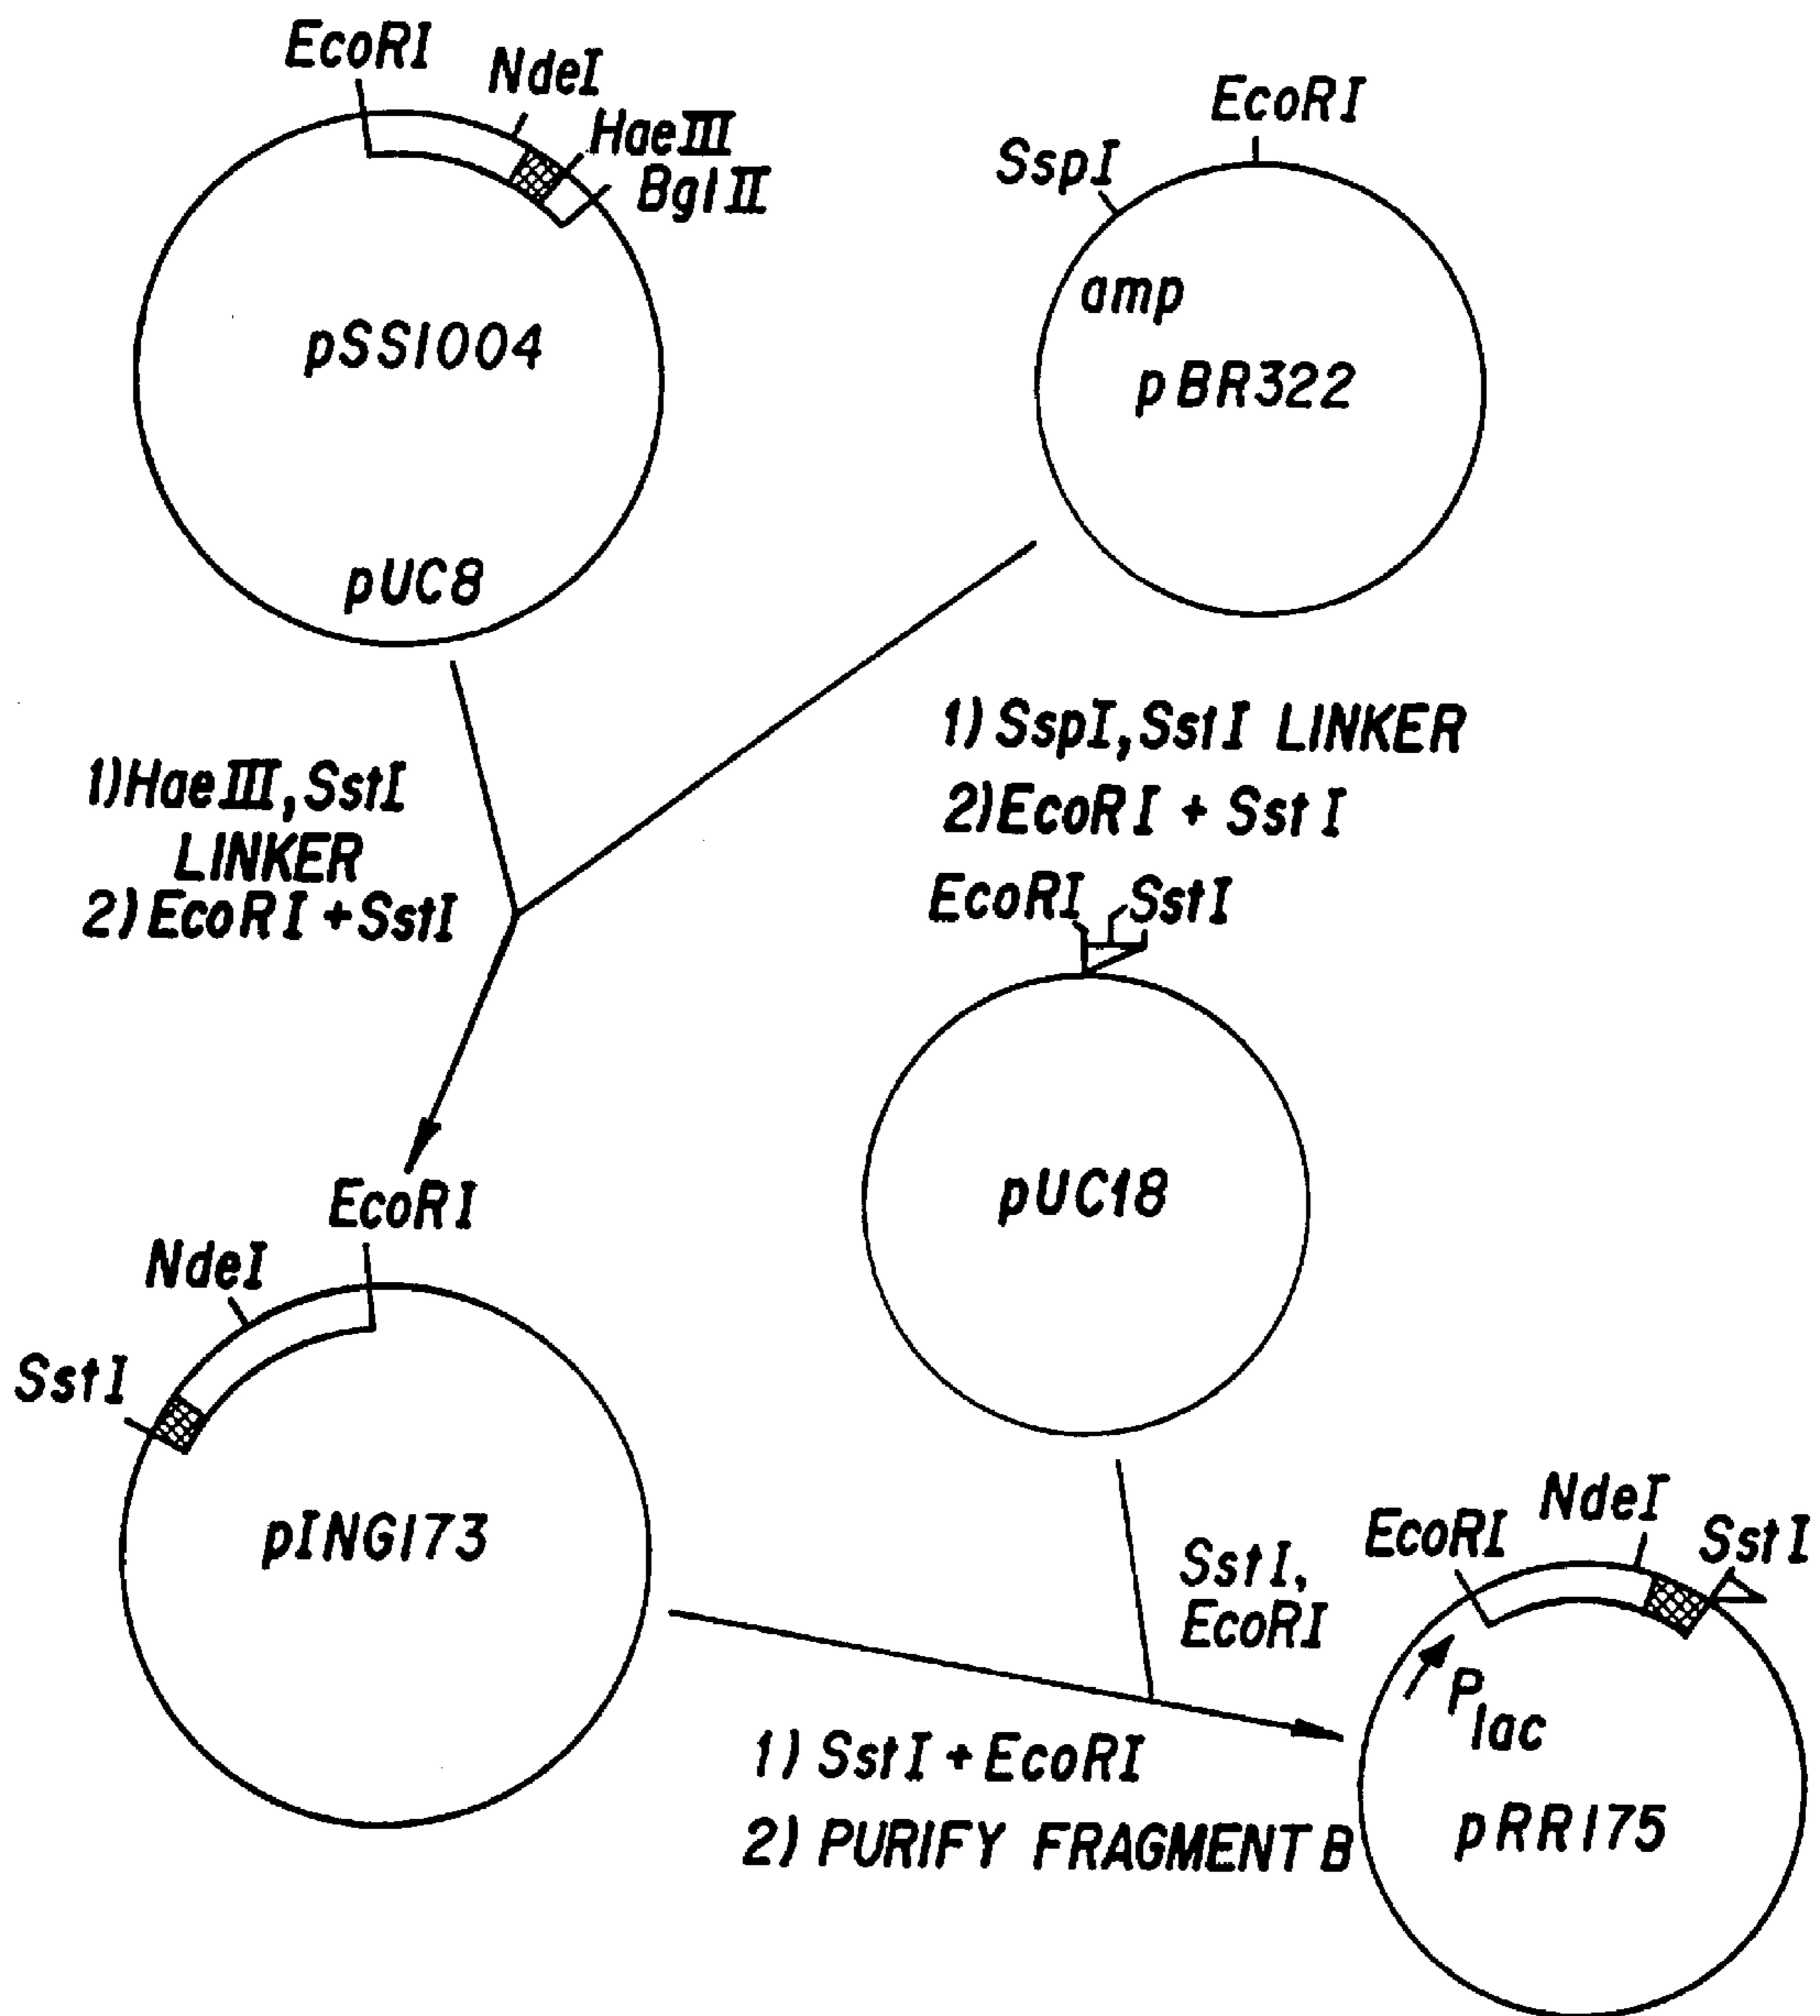 EcoRI
NdeI
HaeIII
BglII
pSS1004
pUC8
EcoRI
SspI
amp
pBR322
1)HaeIII,SstI
LINKER
2)EcoRI+SstI
1)SspI,SstI LINKER
2)EcoRI + SstI
EcoRI
SstI
pUC18
EcoRI
NdeI
SstI
pING173
SstI,
EcoRI
1) SstI+EcoRI
2) PURIFY FRAGMENT B
EcoRI
NdeI
SstI
Plac
pRR175